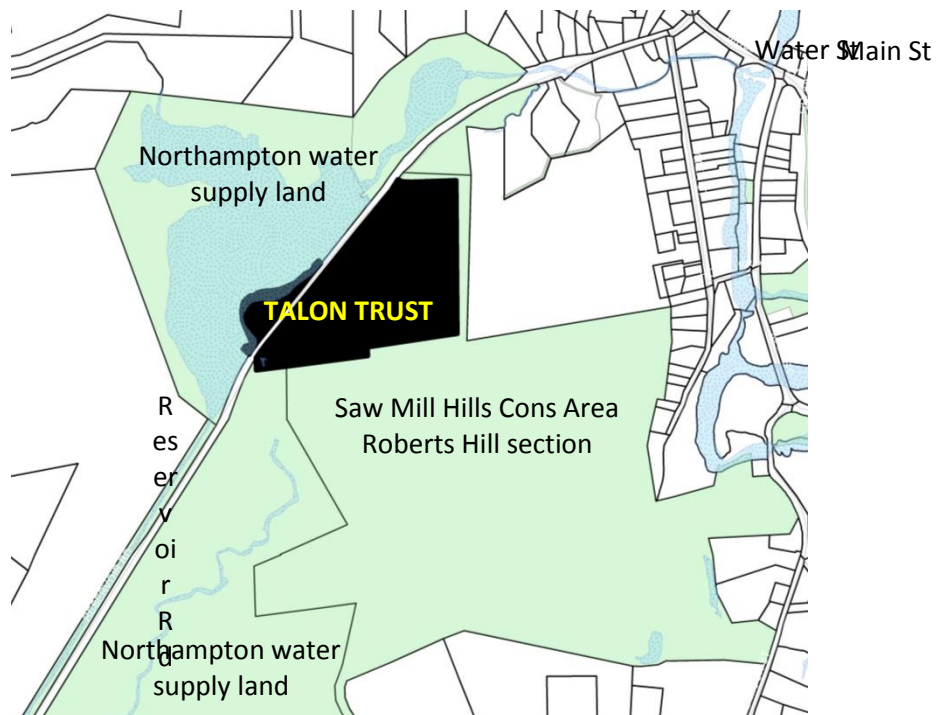 Water St
Main St
Northampton water
supply land
TALON TRUST
Saw Mill Hills Cons Area
Roberts Hill section
R
es
er
v
oi
r
R
d
Northampton water
supply land